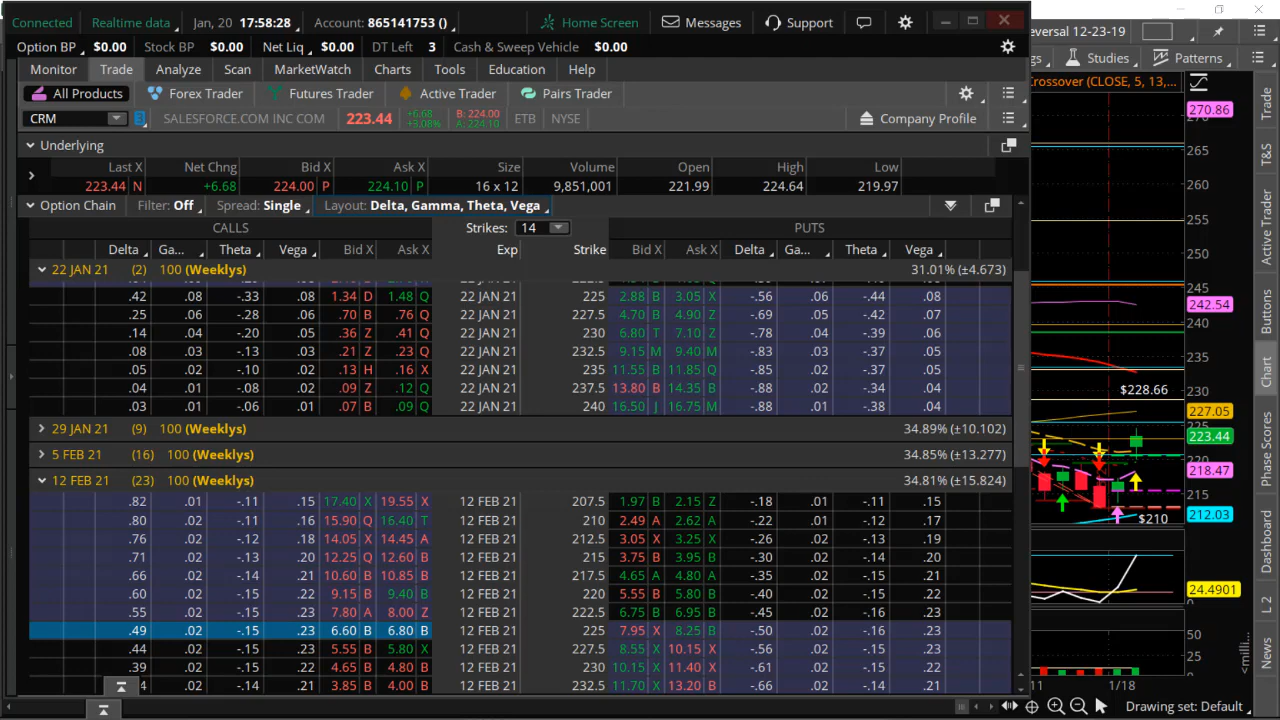 Connected Realtime data Jan, 20 17:58:28 Account: 865141753 () Home Screen Messages Support
Option BP $0.00 Stock BP $0.00 Net Liq $0.00 DT Left 3 Cash & Sweep Vehicle $0.00
eversal 12-23-19
Monitor Trade Analyze Scan MarketWatch Charts Tools Education Help
gs Studies Patterns
All Products Forex Trader Futures Trader Active Trader Pairs Trader
Crossover (CLOSE, 5, 13,...
CRM SALESFORCE.COM INC COM 223.44 +6.68 +3.08% B: 224.00 A: 224.10 ETB NYSE Company Profile
Underlying
Last X Net Chng Bid X Ask X Size Volume Open High Low
223.44 N +6.68 224.00 P 224.10 P 16 x 12 9,851,001 221.99 224.64 219.97
Option Chain Filter: Off Spread: Single Layout: Delta, Gamma, Theta, Vega
CALLS Strikes: 14 PUTS
Delta Ga... Theta Vega Bid X Ask X Exp Strike Bid X Ask X Delta Ga... Theta Vega
22 JAN 21 (2) 100 (Weeklys) 31.01% (±4.673)
.42 .08 -.33 .08 1.34 D 1.48 Q 22 JAN 21 225 2.88 B 3.05 X -.56 .06 -.44 .08
.25 .06 -.28 .06 .70 B .76 Q 22 JAN 21 227.5 4.70 B 4.90 Z -.69 .05 -.42 .07
.14 .04 -.20 .05 .36 Z .41 Q 22 JAN 21 230 6.80 T 7.10 Z -.78 .04 -.39 .06
.08 .03 -.13 .03 .21 Z .23 Q 22 JAN 21 232.5 9.15 M 9.40 M -.83 .03 -.37 .05
.05 .02 -.10 .02 .13 H .16 X 22 JAN 21 235 11.55 B 11.85 Q -.86 .02 -.37 .05
.04 .01 -.08 .02 .09 Z .12 Q 22 JAN 21 237.5 13.80 B 14.35 B -.88 .02 -.34 .04
.03 .01 -.06 .01 .07 B .09 Z 22 JAN 21 240 16.50 J 16.75 M -.88 .01 -.38 .04
29 JAN 21 (9) 100 (Weeklys) 34.89% (±10.102)
5 FEB 21 (16) 100 (Weeklys) 34.85% (±13.277)
12 FEB 21 (23) 100 (Weeklys) 34.81% (±15.824)
.82 .01 -.11 .15 17.40 X 19.55 X 12 FEB 21 207.5 1.97 B 2.15 Z -.18 .01 -.11 .15
.80 .02 -.11 .16 15.90 Q 16.40 T 12 FEB 21 210 2.49 A 2.62 A -.22 .01 -.12 .17
.76 .02 -.12 .18 14.05 X 14.45 A 12 FEB 21 212.5 3.05 X 3.25 X -.26 .02 -.13 .19
.71 .02 -.13 .20 12.25 Q 12.60 B 12 FEB 21 215 3.75 B 3.95 B -.30 .02 -.14 .20
.66 .02 -.14 .21 10.60 B 10.85 B 12 FEB 21 217.5 4.65 A 4.80 A -.35 .02 -.14 .21
.60 .02 -.15 .22 9.15 B 9.40 B 12 FEB 21 220 5.55 B 5.80 B -.40 .02 -.15 .22
.55 .02 -.15 .23 7.80 A 8.00 Z 12 FEB 21 222.5 6.75 B 6.95 B -.45 .02 -.16 .23
.49 .02 -.15 .23 6.60 B 6.80 B 12 FEB 21 225 7.95 X 8.25 B -.50 .02 -.16 .23
.44 .02 -.15 .23 5.55 B 5.80 X 12 FEB 21 227.5 8.55 X 10.15 X -.56 .02 -.15 .23
.39 .02 -.15 .22 4.65 B 4.80 B 12 FEB 21 230 10.15 X 11.40 X -.61 .02 -.15 .22
4 .02 -.14 .21 3.85 B 4.00 B 12 FEB 21 232.5 11.70 X 13.20 B -.66 .02 -.14 .21
270.86
265
260
255
250
242.54
240
235
230
$228.66
227.05
223.44
218.47
215
212.03
$210
24.4901
50
25
<milli...
11 1/18
Drawing set: Default
Trade
T&S
Active Trader
Buttons
Chart
Phase Scores
Dashboard
L 2
News